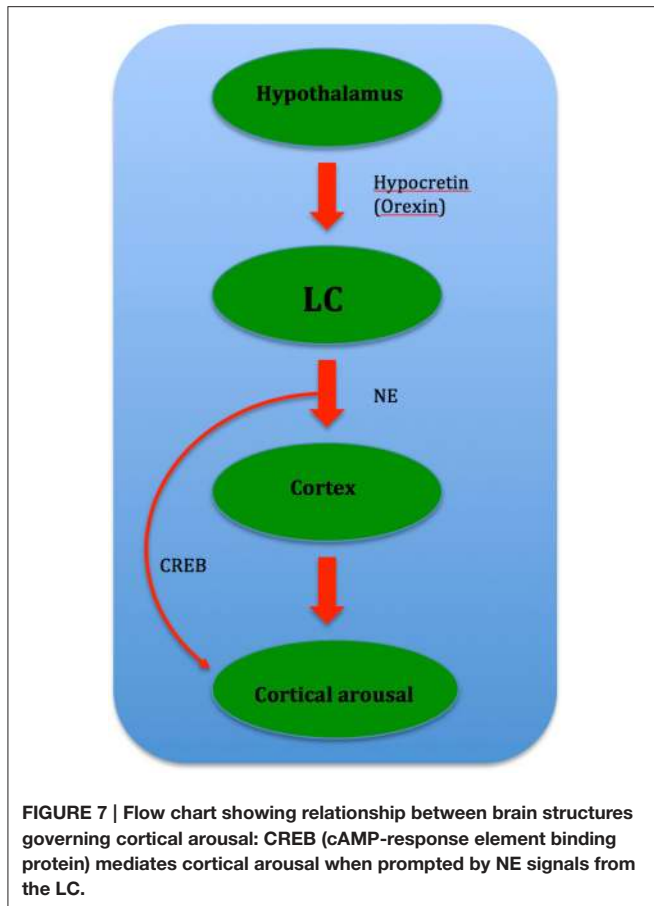 Hypothalamus
Hypocretin
(Orexin)
LC
NE
Cortex
CREB
Cortical arousal
FIGURE 7 | Flow chart showing relationship between brain structures
governing cortical arousal: CREB (cAMP-response element binding
protein) mediates cortical arousal when prompted by NE signals from
the LC.